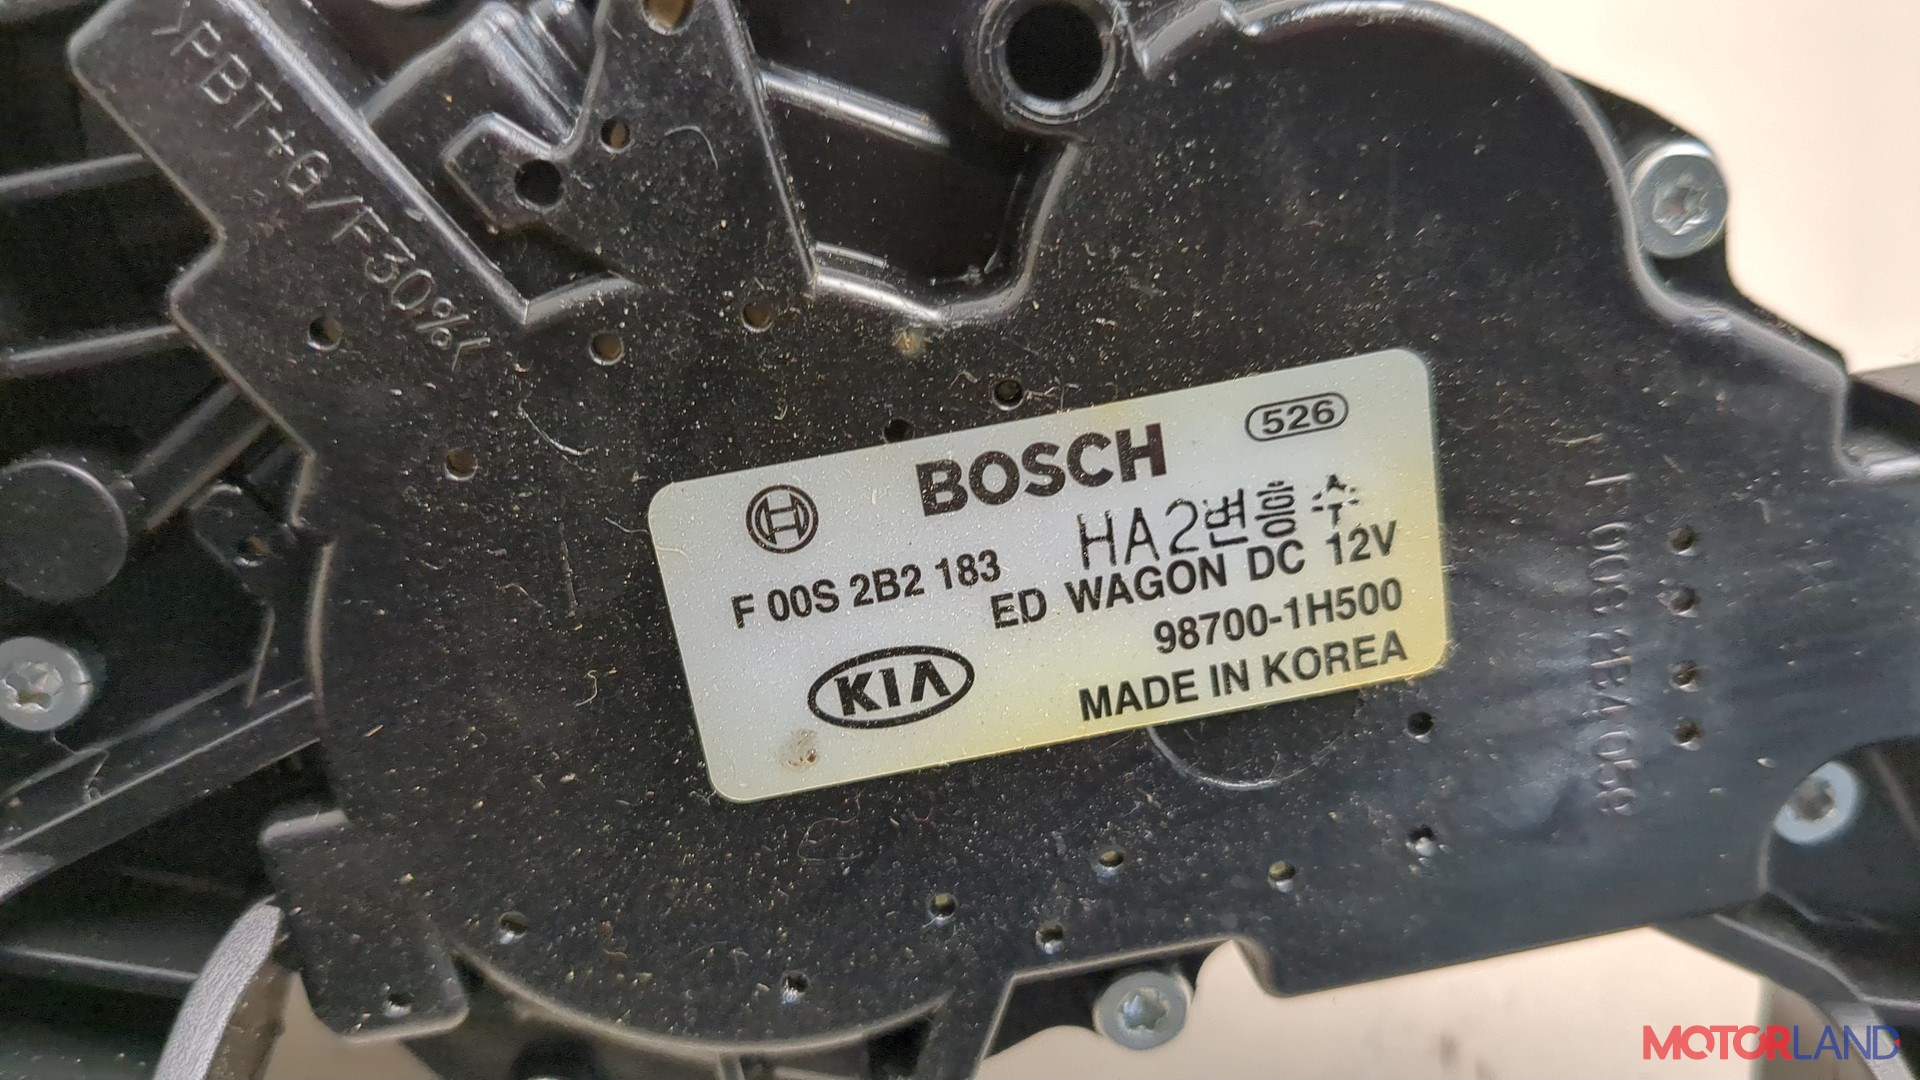 >PBT+G/F30%<
526
BOSCH
HA2변흥수
F 00S 2B2 183
ED WAGON DC 12V
98700-1H500
KIA
MADE IN KOREA
MOTORLAND